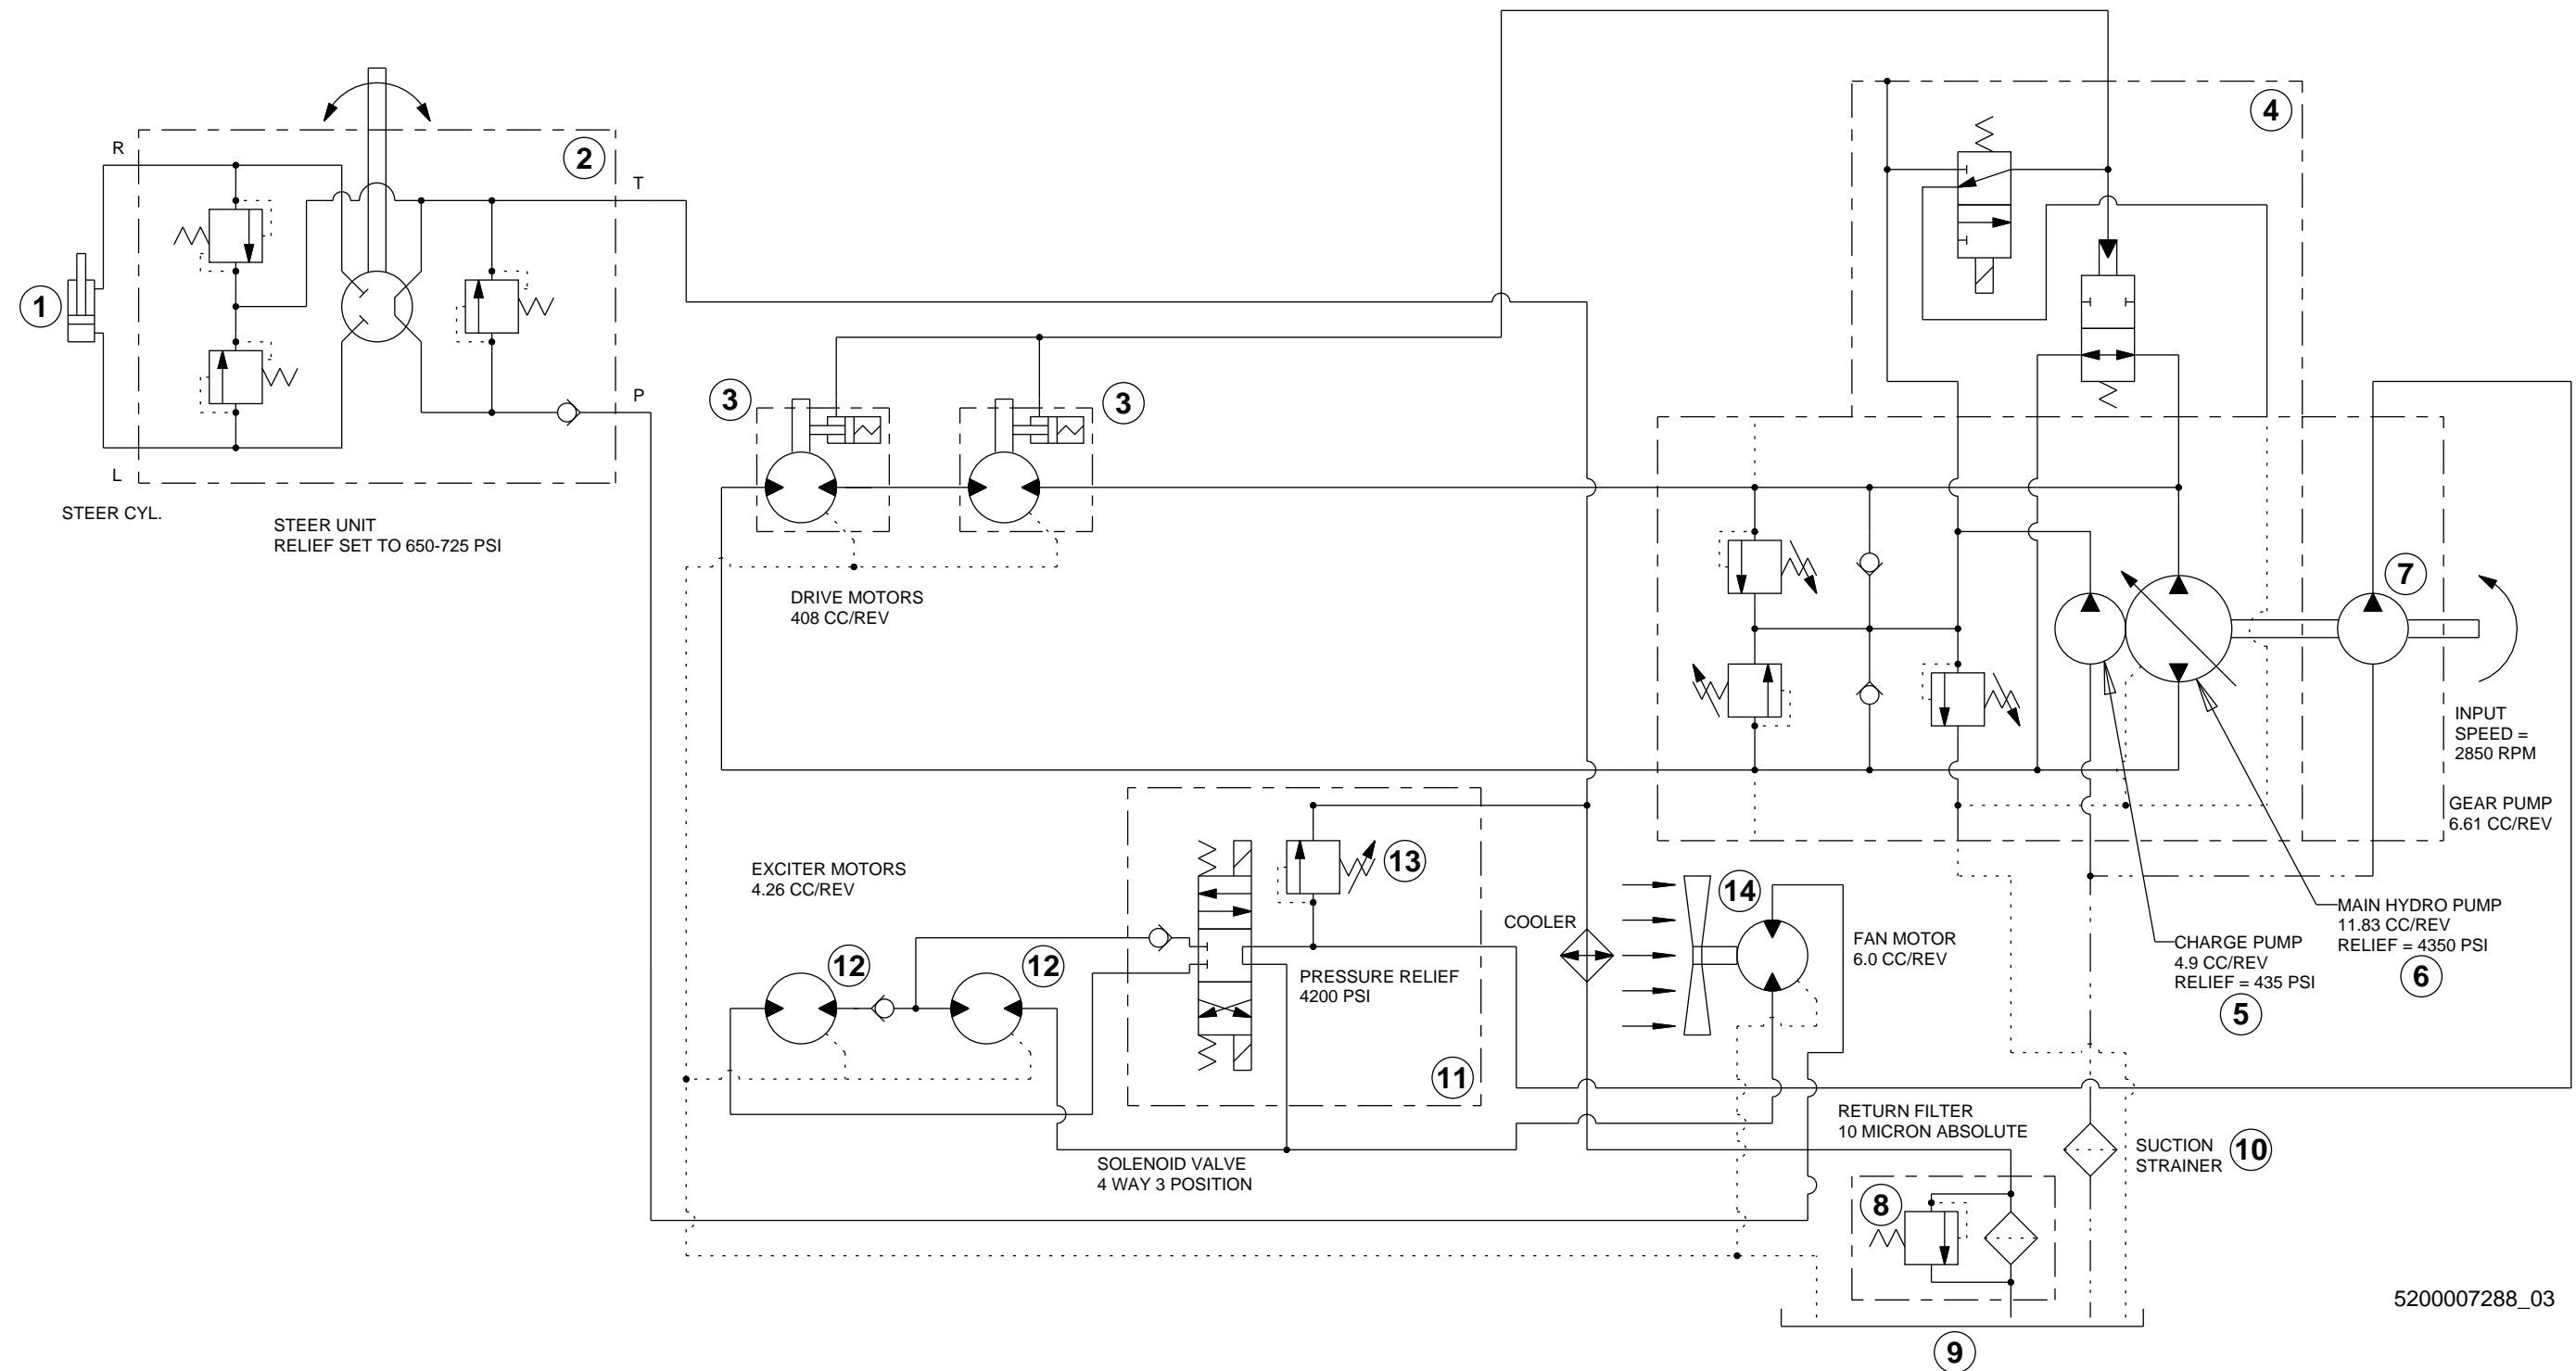 4
R
2
T
1
3
3
P
L
STEER CYL.
STEER UNIT
RELIEF SET TO 650-725 PSI
7
DRIVE MOTORS
408 CC/REV
INPUT
SPEED =
2850 RPM
GEAR PUMP
6.61 CC/REV
EXCITER MOTORS
4.26 CC/REV
13
14
COOLER
FAN MOTOR
6.0 CC/REV
MAIN HYDRO PUMP
11.83 CC/REV
RELIEF = 4350 PSI
6
CHARGE PUMP
4.9 CC/REV
RELIEF = 435 PSI
5
12
12
PRESSURE RELIEF
4200 PSI
11
RETURN FILTER
10 MICRON ABSOLUTE
SUCTION
STRAINER
10
SOLENOID VALVE
4 WAY 3 POSITION
8
5200007288_03
9